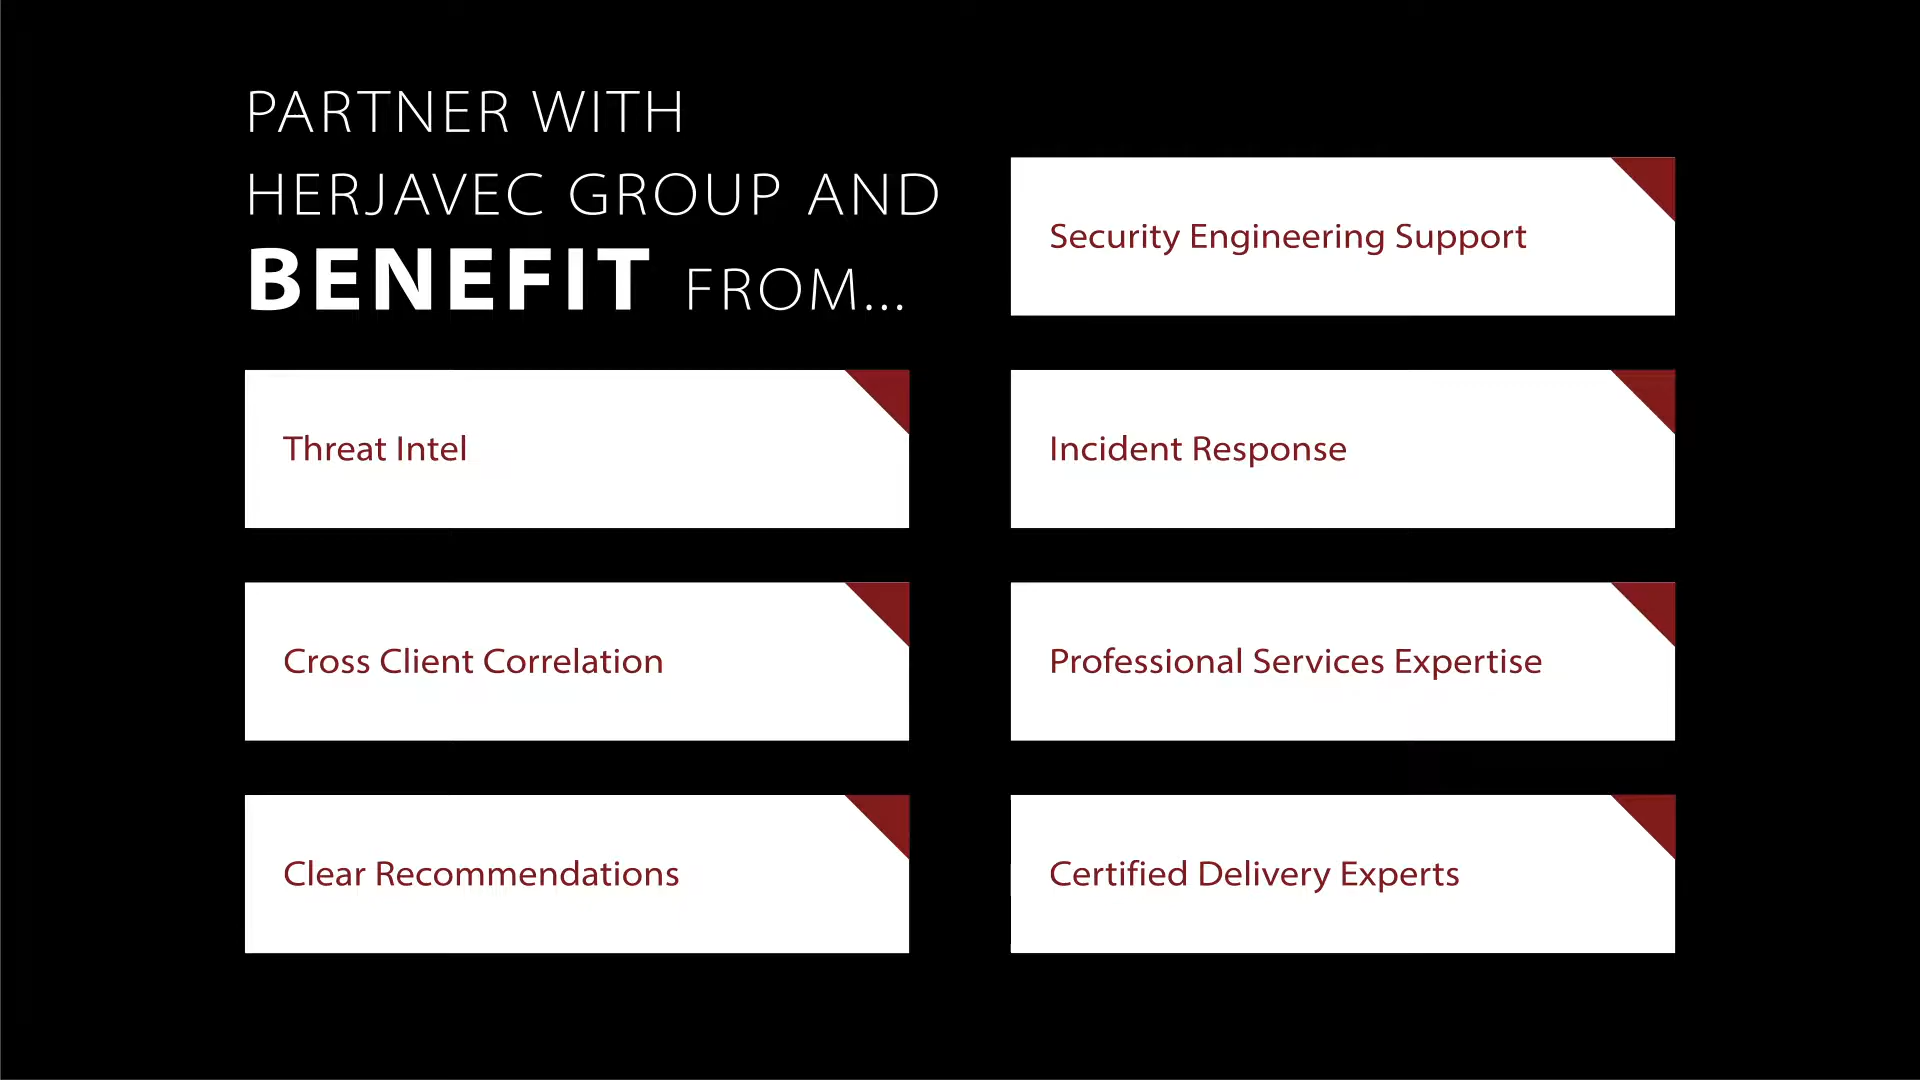 PARTNER WITH
HERJAVEC GROUP AND
BENEFIT FROM...
Threat Intel
Cross Client Correlation
Clear Recommendations
Security Engineering Support
Incident Response
Professional Services Expertise
Certified Delivery Experts